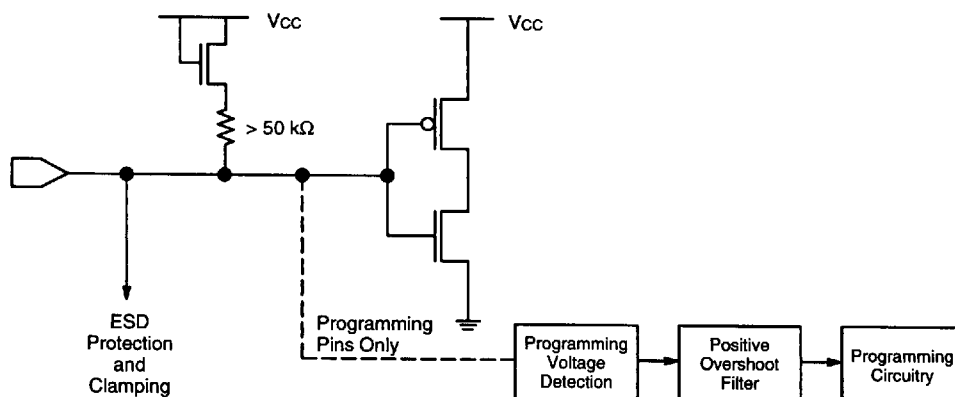 VCC
VCC
> 50 kΩ
ESD
Protection
and
Clamping
Programming
Pins Only
Programming
Voltage
Detection
Positive
Overshoot
Filter
Programming
Circuitry